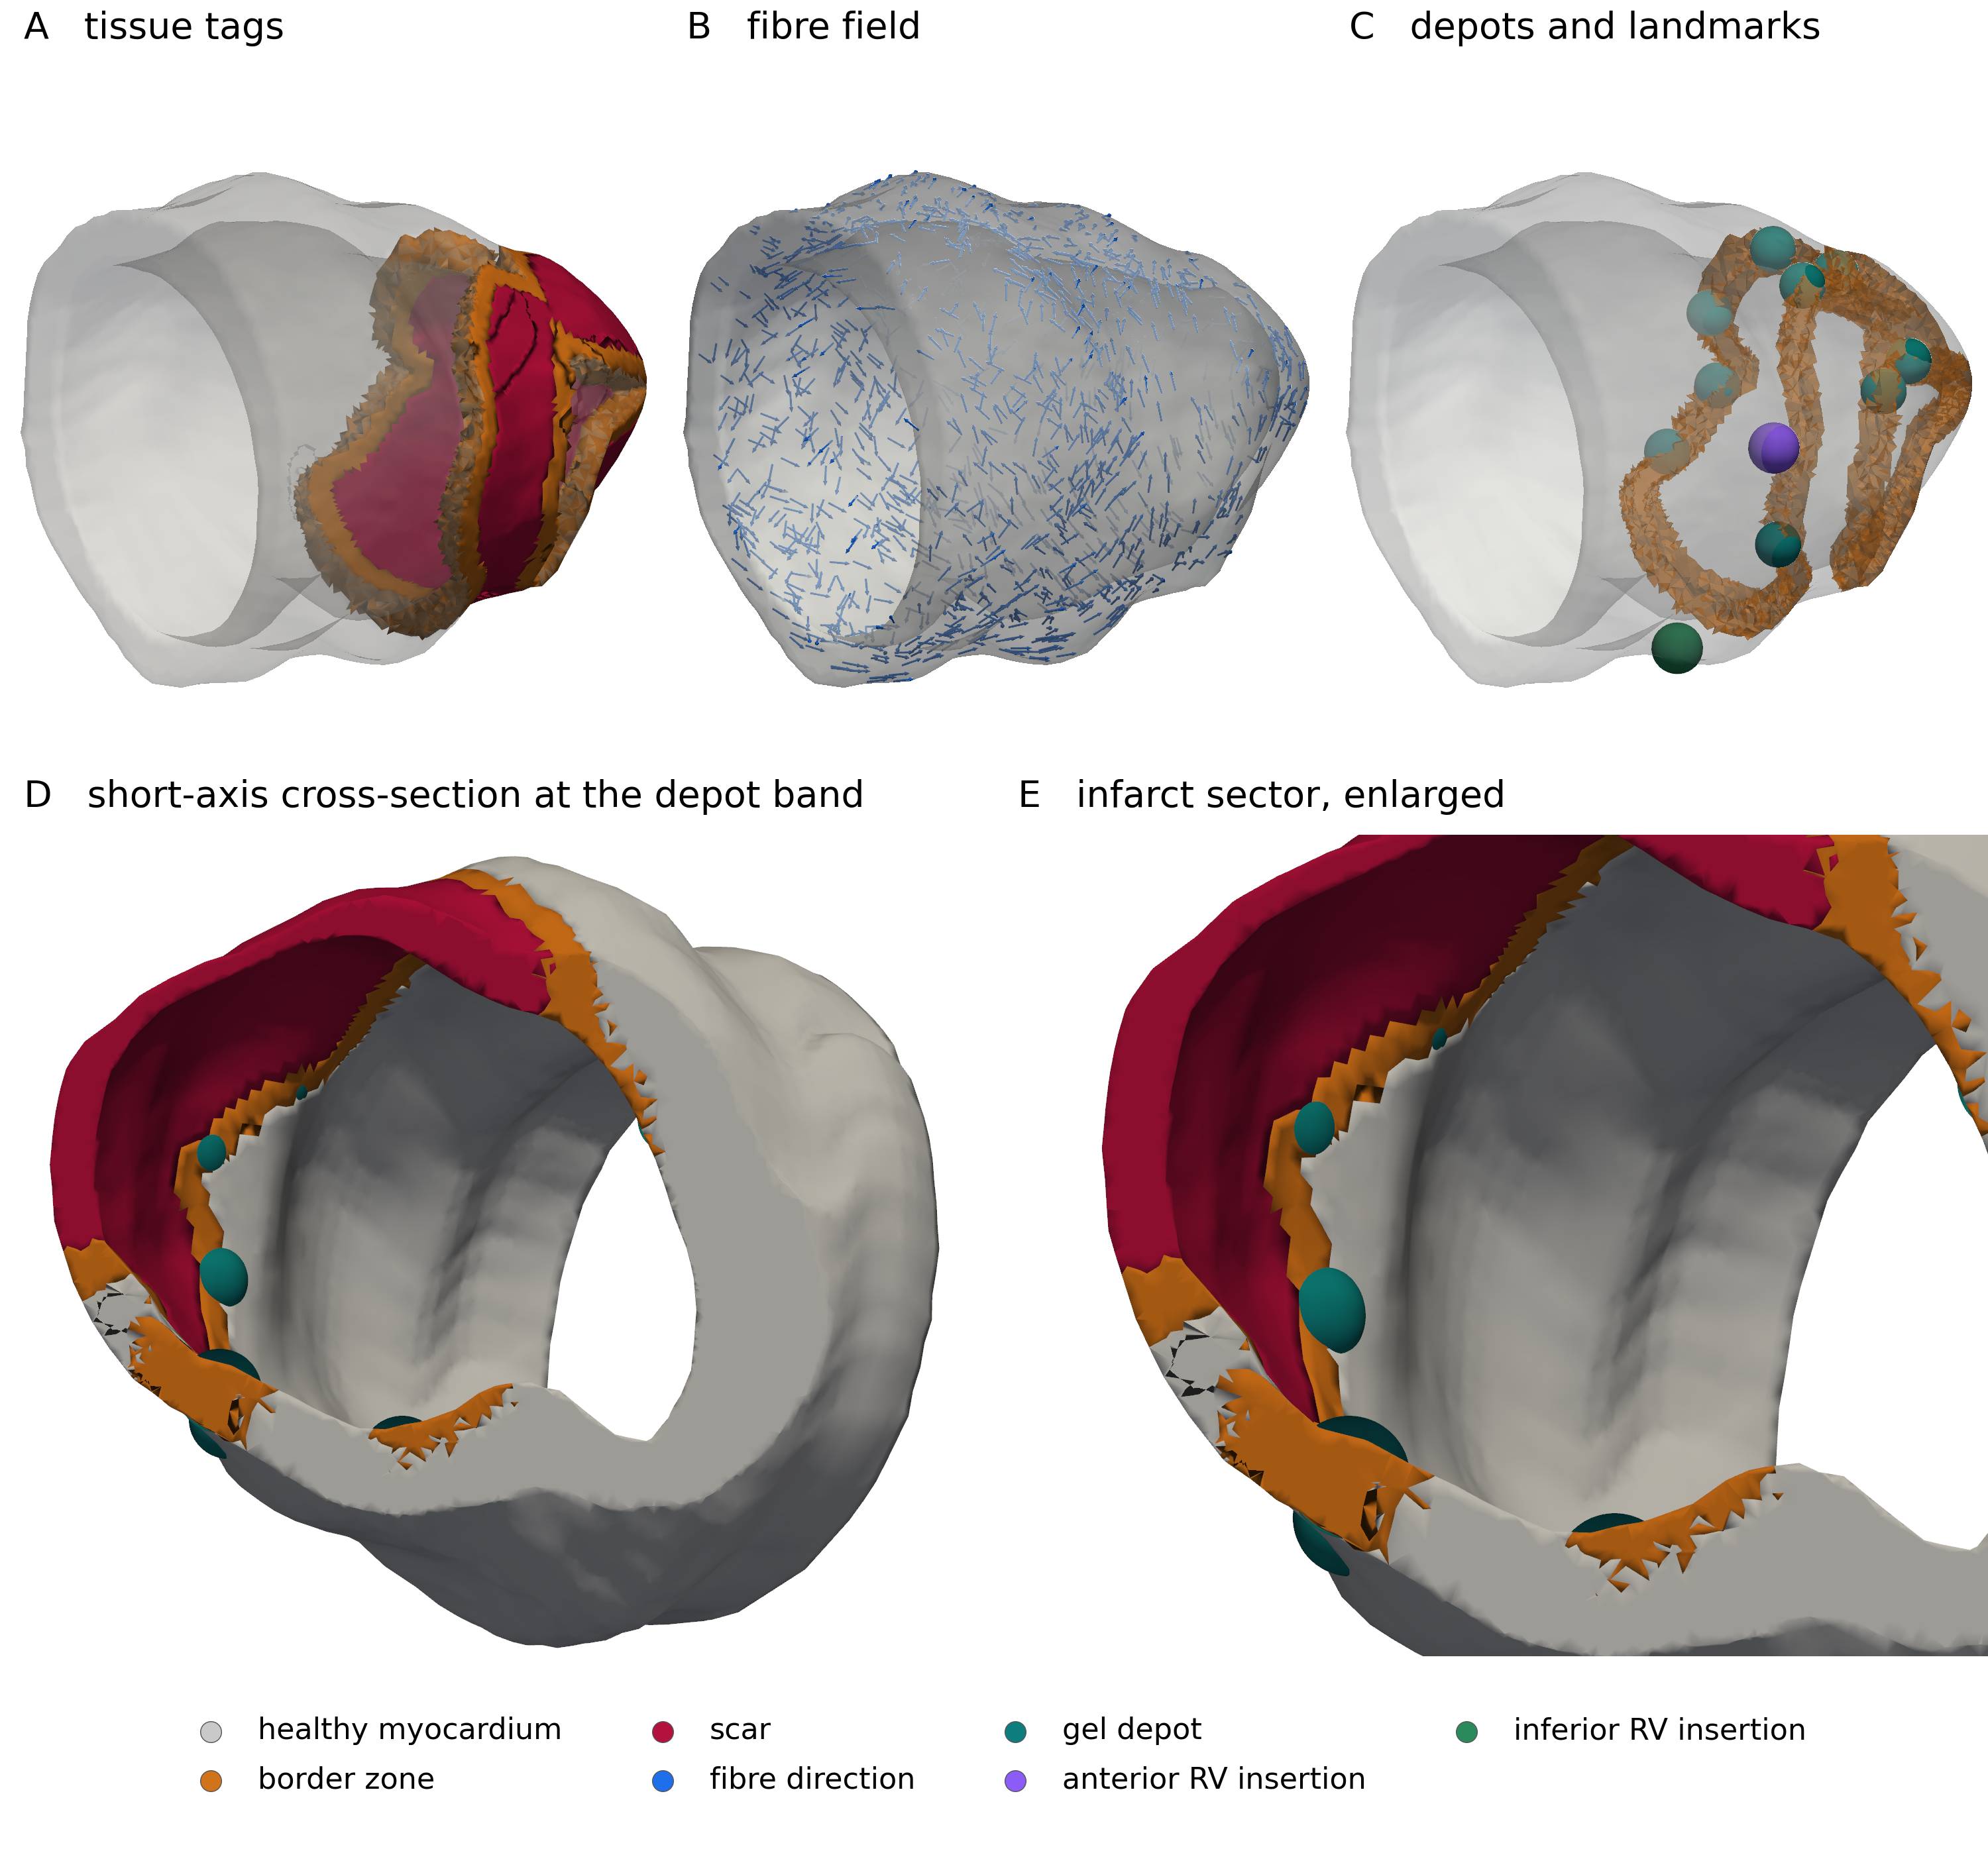 A tissue tags
B fibre field
C depots and landmarks
D short-axis cross-section at the depot band
E infarct sector, enlarged
healthy myocardium
scar
gel depot
inferior RV insertion
border zone
fibre direction
anterior RV insertion